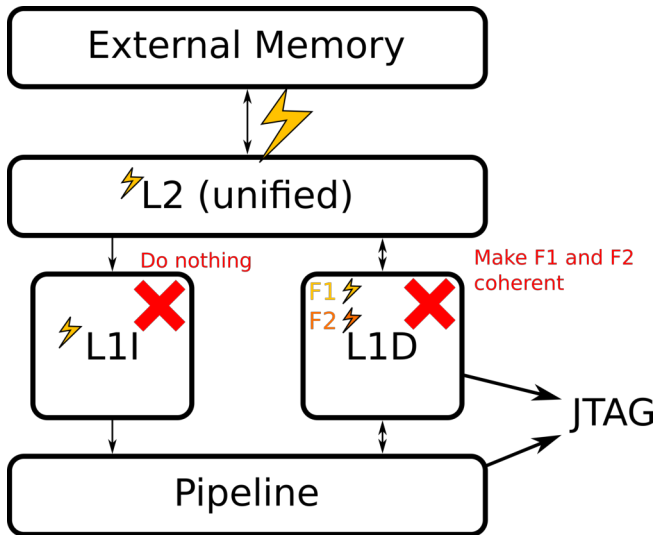 External Memory
L2 (unified)
Do nothing
Make F1 and F2
coherent
F1
F2
L1I
L1D
JTAG
Pipeline